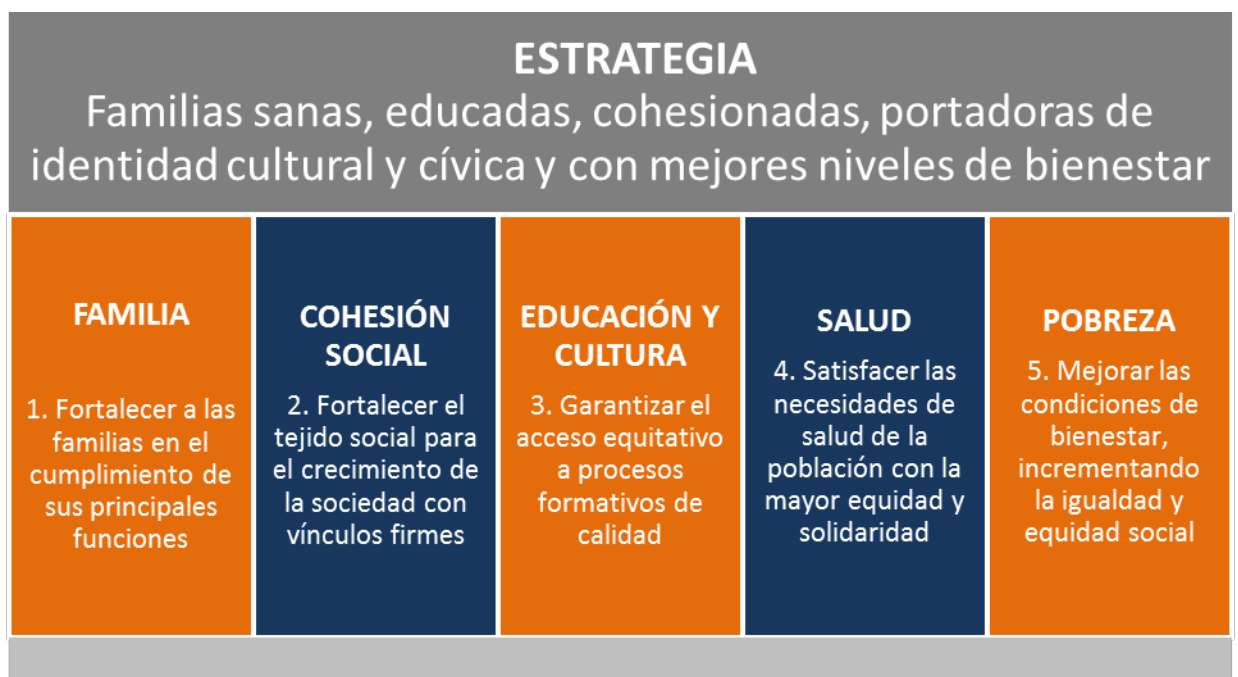 ESTRATEGIA
Familias sanas, educadas, cohesionadas, portadoras de
identidad cultural y cívica y con mejores niveles de bienestar
FAMILIA
1. Fortalecer a las
familias en el
cumplimiento de
sus principales
funciones
COHESIÓN
SOCIAL
2. Fortalecer el
tejido social para
el crecimiento de
la sociedad con
vínculos firmes
EDUCACIÓN Y
CULTURA
3. Garantizar el
acceso equitativo
a procesos
formativos de
calidad
SALUD
4. Satisfacer las
necesidades de
salud de la
población con la
mayor equidad y
solidaridad
POBREZA
5. Mejorar las
condiciones de
bienestar,
incrementando
la igualdad y
equidad social